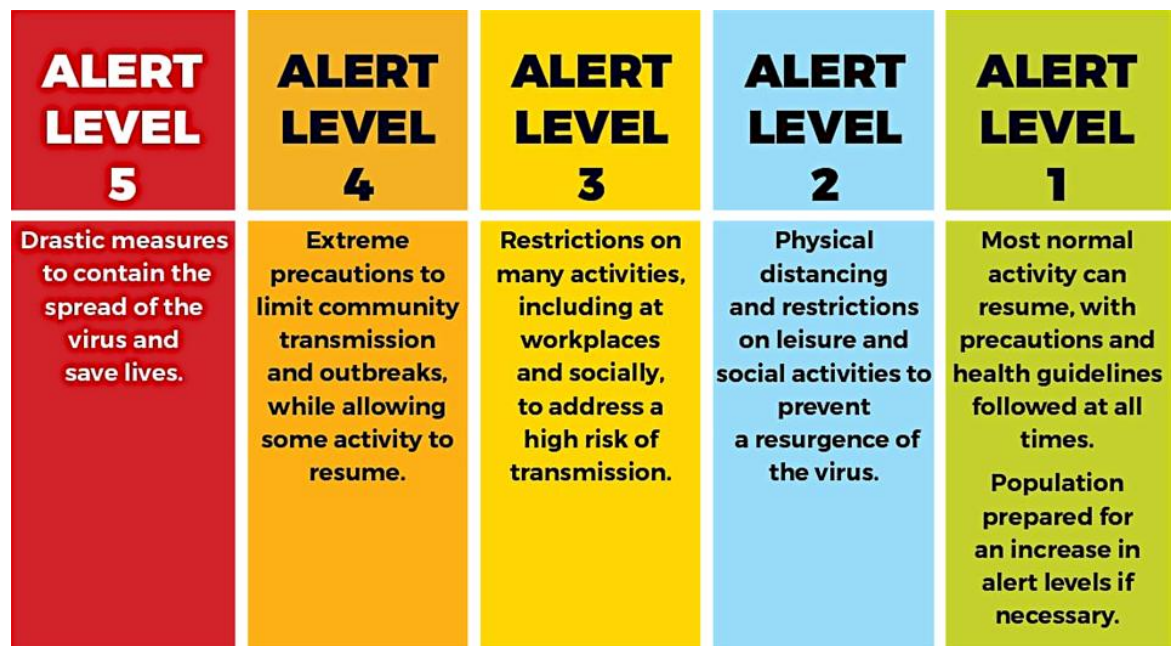 ALERT
LEVEL
5
Drastic measures
to contain the
spread of the
virus and
save lives.
ALERT
LEVEL
4
Extreme
precautions to
limit community
transmission
and outbreaks,
while allowing
some activity to
resume.
ALERT
LEVEL
3
Restrictions on
many activities,
including at
workplaces
and socially,
to address a
high risk of
transmission.
ALERT
LEVEL
2
Physical
distancing
and restrictions
on leisure and
social activities to
prevent
a resurgence of
the virus.
ALERT
LEVEL
1
Most normal
activity can
resume, with
precautions and
health guidelines
followed at all
times.
Population
prepared for
an increase in
alert levels if
necessary.